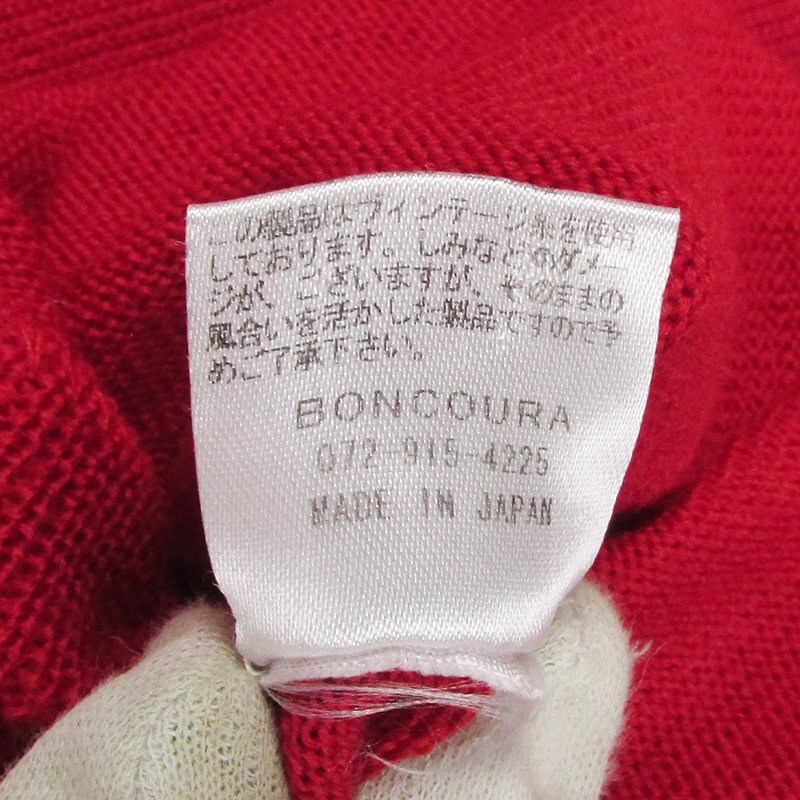 この製品はヴィンテージ糸を使用
しております。しみなどのダメー
ジが、ございますが、そのままの
風合いを活かした製品ですので予
めご了承下さい。
BONCOURA
072-915-4225
MADE IN JAPAN